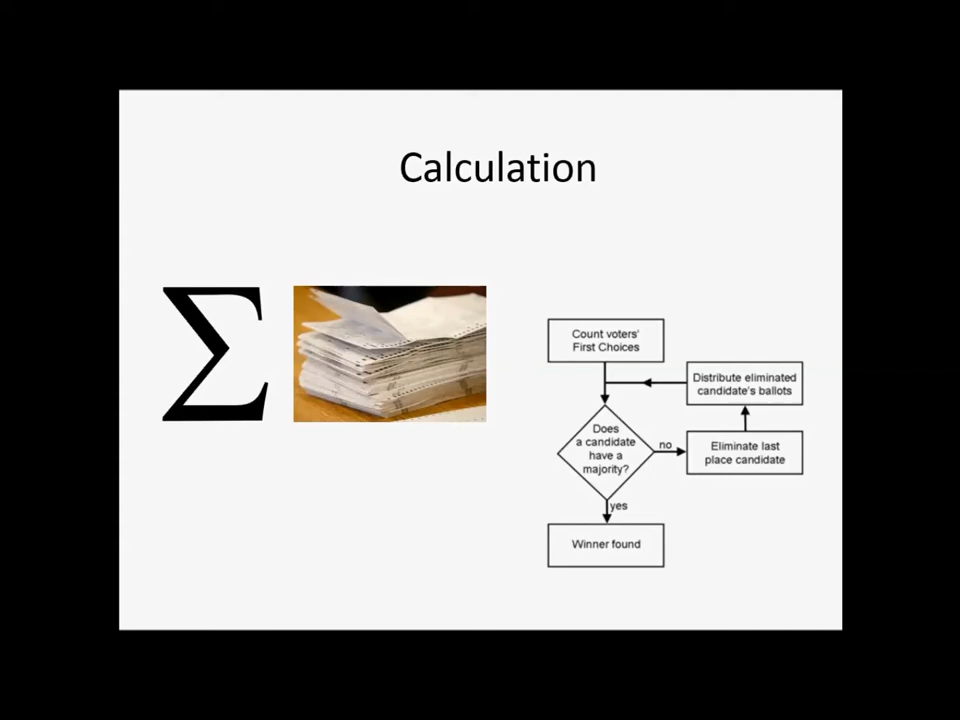 Calculation
Σ
Count voters'
First Choices
Distribute eliminated
candidate's ballots
Does
a candidate
have a
majority?
no
Eliminate last
place candidate
yes
Winner found